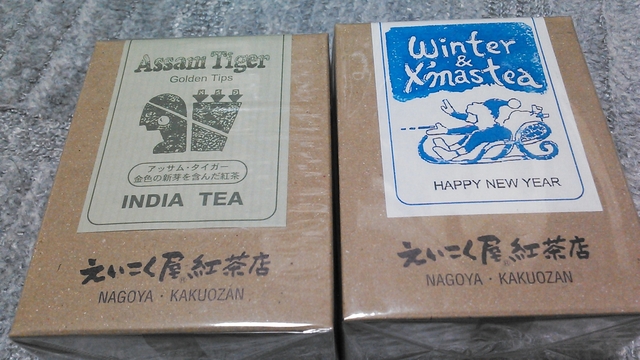 Assam Tiger
Golden Tips
アッサム・タイガー
金色の新芽を含んだ紅茶
INDIA TEA
えいこく屋紅茶店
NAGOYA・KAKUOZAN
Winter
&
X'mas tea
HAPPY NEW YEAR
えいこく屋紅茶店
NAGOYA・KAKUOZAN